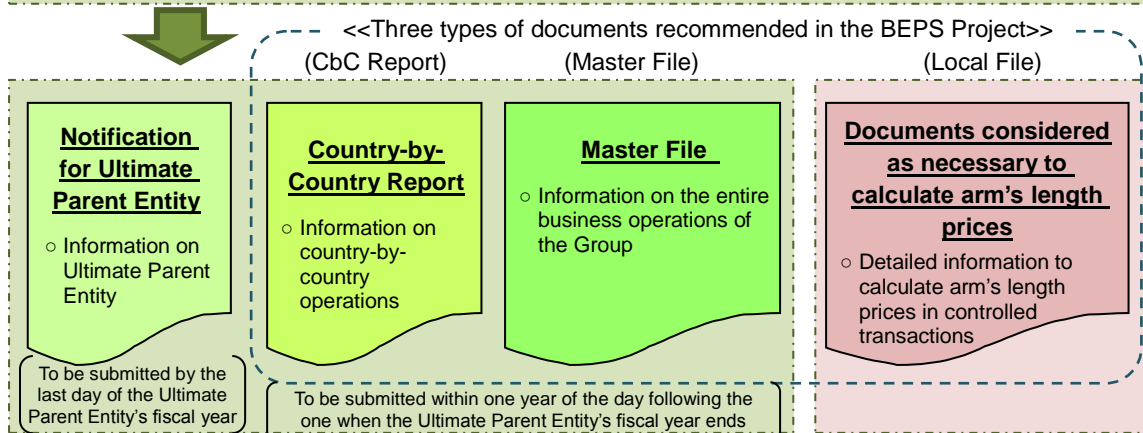 <<Three types of documents recommended in the BEPS Project>>
(CbC Report)
(Master File)
(Local File)
Notification
for Ultimate
Parent Entity
○ Information on
Ultimate Parent
Entity
To be submitted by the
last day of the Ultimate
Parent Entity's fiscal year
Country-by-
Country Report
○ Information on
country-by-
country
operations
Master File
○ Information on the entire
business operations of
the Group
To be submitted within one year of the day following the
one when the Ultimate Parent Entity's fiscal year ends
Documents considered
as necessary to
calculate arm's length
prices
○ Detailed information to
calculate arm's length
prices in controlled
transactions